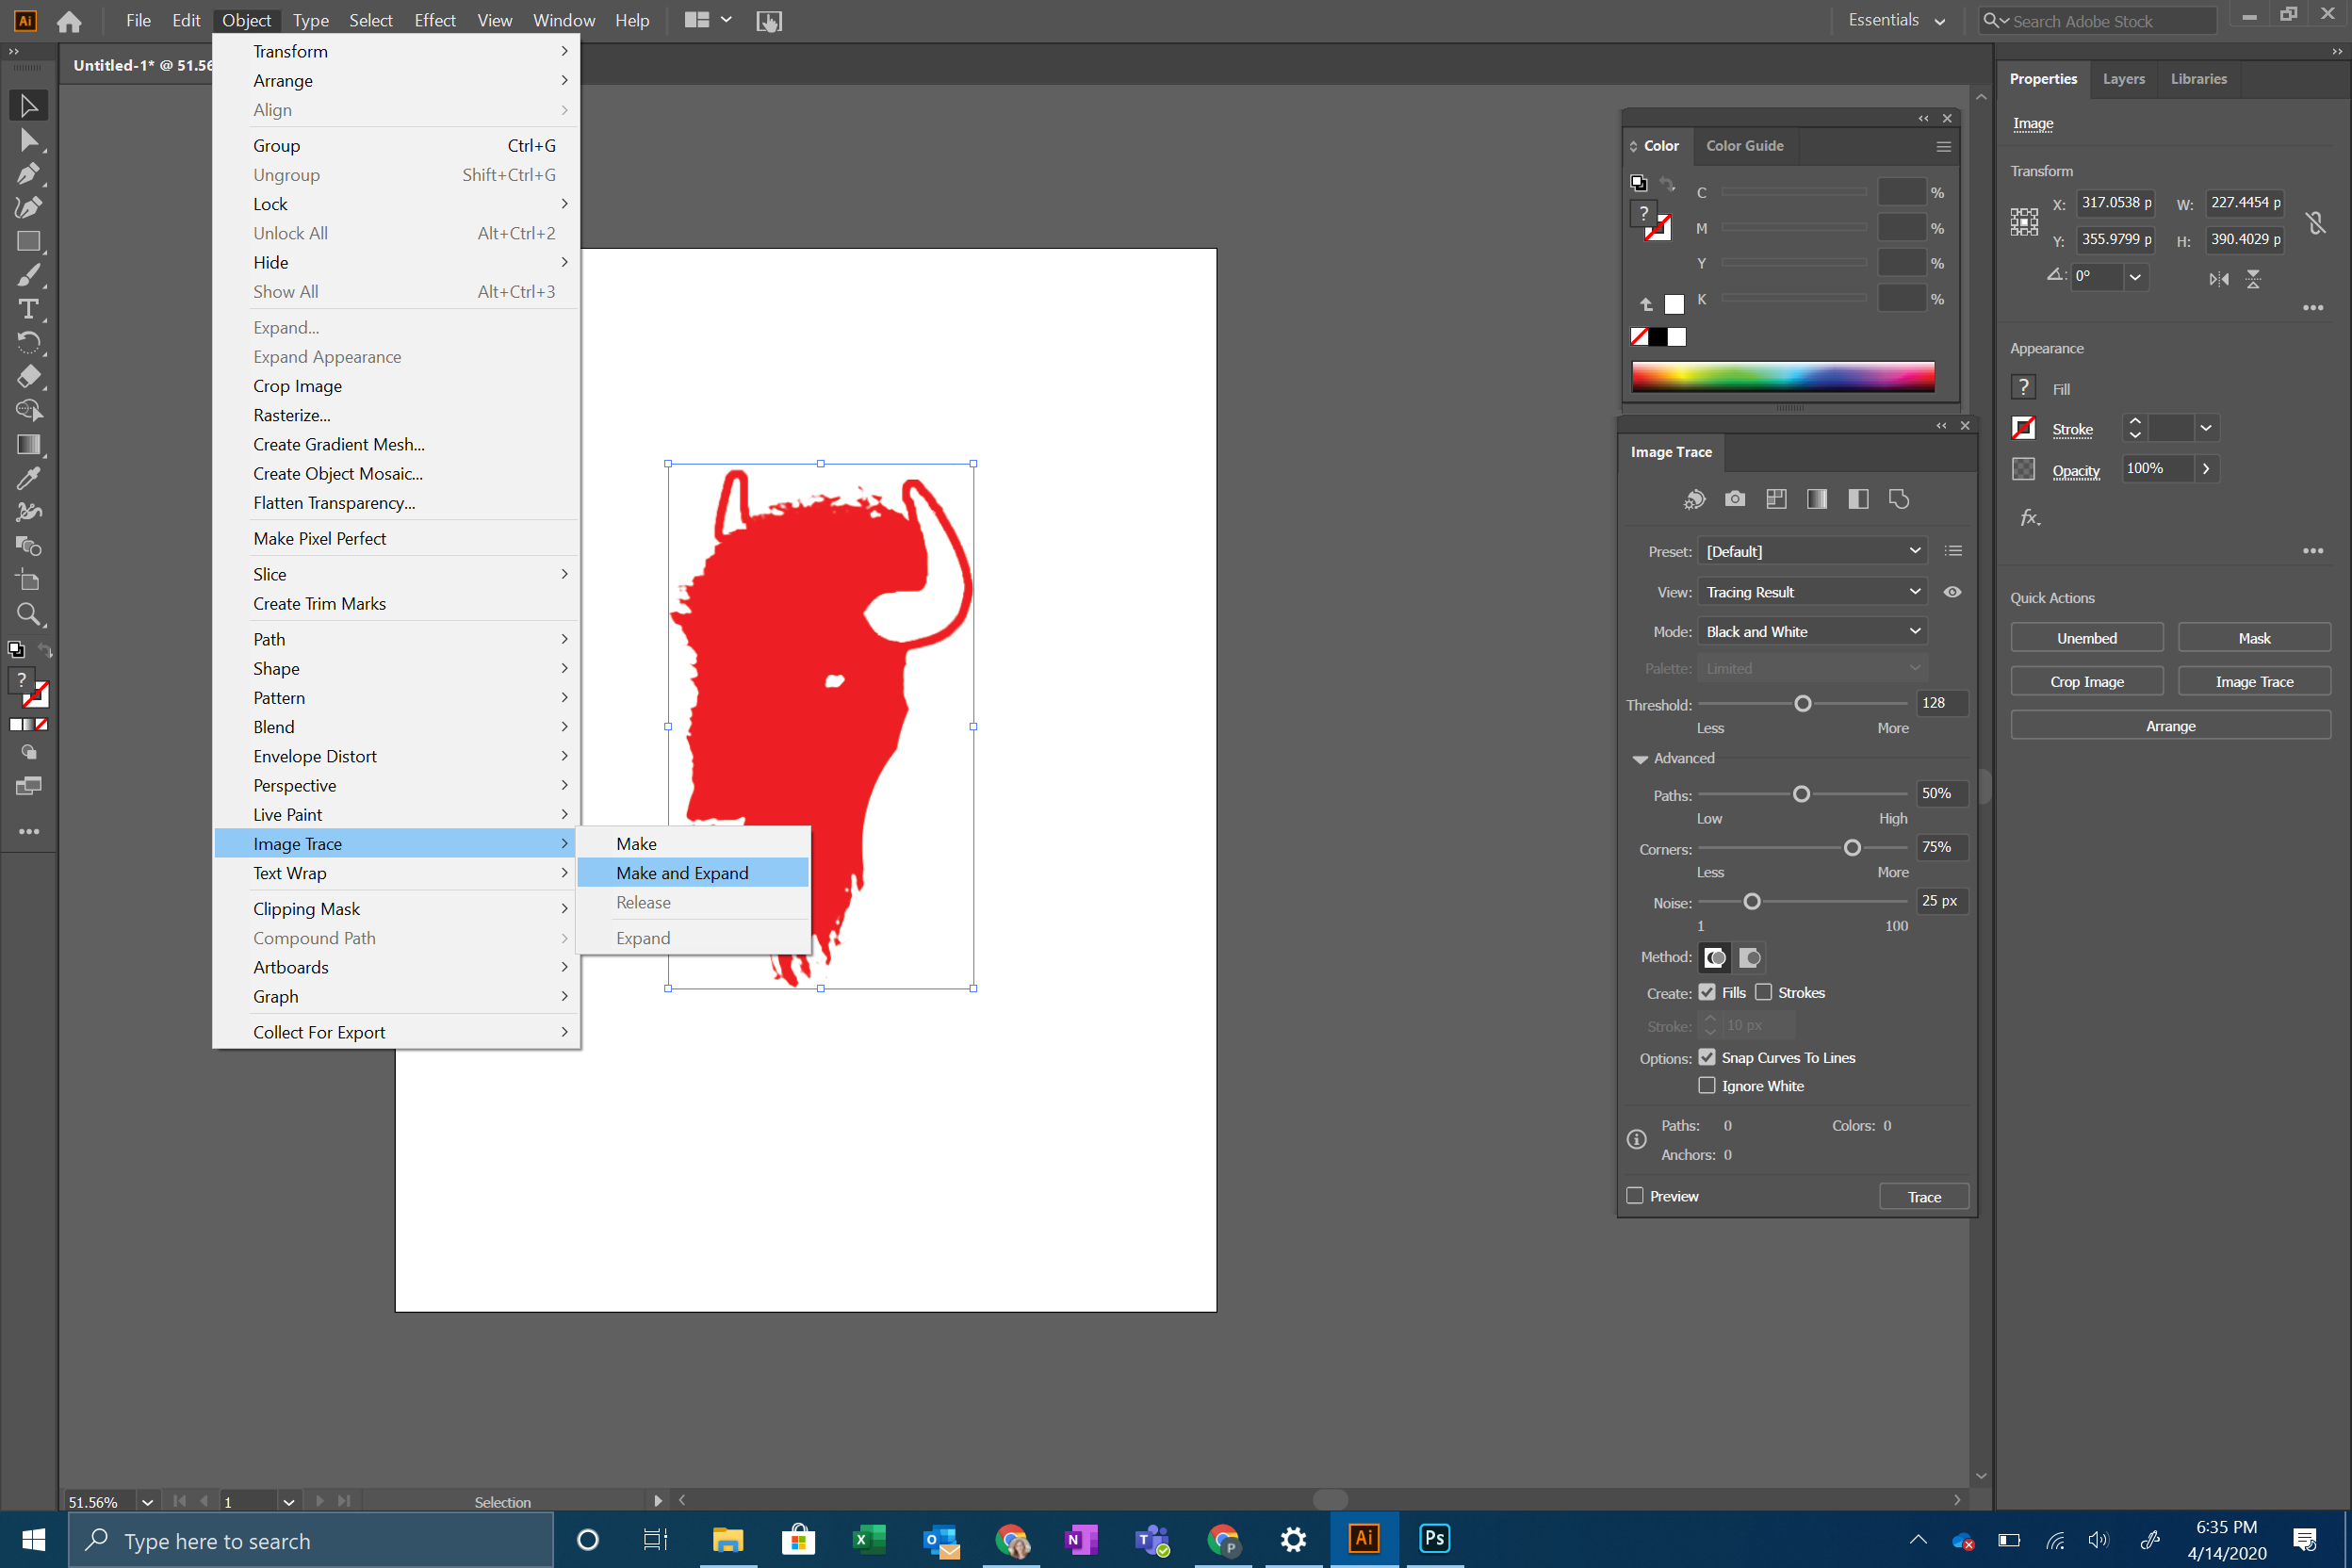 Ai File Edit Object Type Select Effect View Window Help Essentials Search Adobe Stock
Untitled-1* @ 51.56
Transform
Arrange
Align
Group Ctrl+G
Ungroup Shift+Ctrl+G
Lock
Unlock All Alt+Ctrl+2
Hide
Show All Alt+Ctrl+3
Expand...
Expand Appearance
Crop Image
Rasterize...
Create Gradient Mesh...
Create Object Mosaic...
Flatten Transparency...
Make Pixel Perfect
Slice
Create Trim Marks
Path
Shape
Pattern
Blend
Envelope Distort
Perspective
Live Paint
Image Trace
Text Wrap
Clipping Mask
Compound Path
Artboards
Graph
Collect For Export
Make
Make and Expand
Release
Expand
Color Color Guide
C %
M %
Y %
K %
?
Image Trace
Preset: [Default]
View: Tracing Result
Mode: Black and White
Palette: Limited
Threshold: 128
Less More
Advanced
Paths: 50%
Low High
Corners: 75%
Less More
Noise: 25 px
1 100
Method:
Create: Fills Strokes
Stroke: 10 px
Options: Snap Curves To Lines
Ignore White
Paths: 0 Colors: 0
Anchors: 0
Preview Trace
Properties Layers Libraries
Image
Transform
X: 317.0538 p W: 227.4454 p
Y: 355.9799 p H: 390.4029 p
0°
Appearance
? Fill
Stroke
Opacity 100%
fx.
Quick Actions
Unembed Mask
Crop Image Image Trace
Arrange
T
?
51.56% 1 Selection
Type here to search
Ai Ps
6:35 PM
4/14/2020